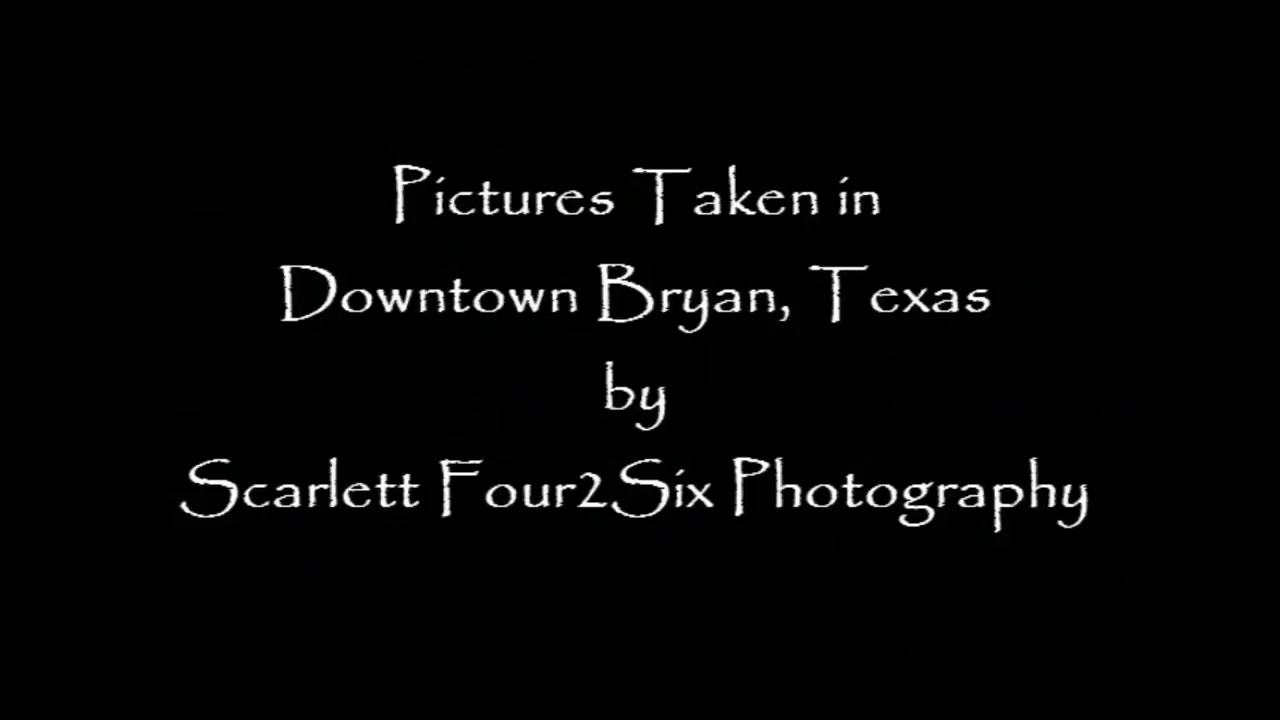 Pictures Taken in
Downtown Bryan, Texas
by
Scarlett Four2Six Photography